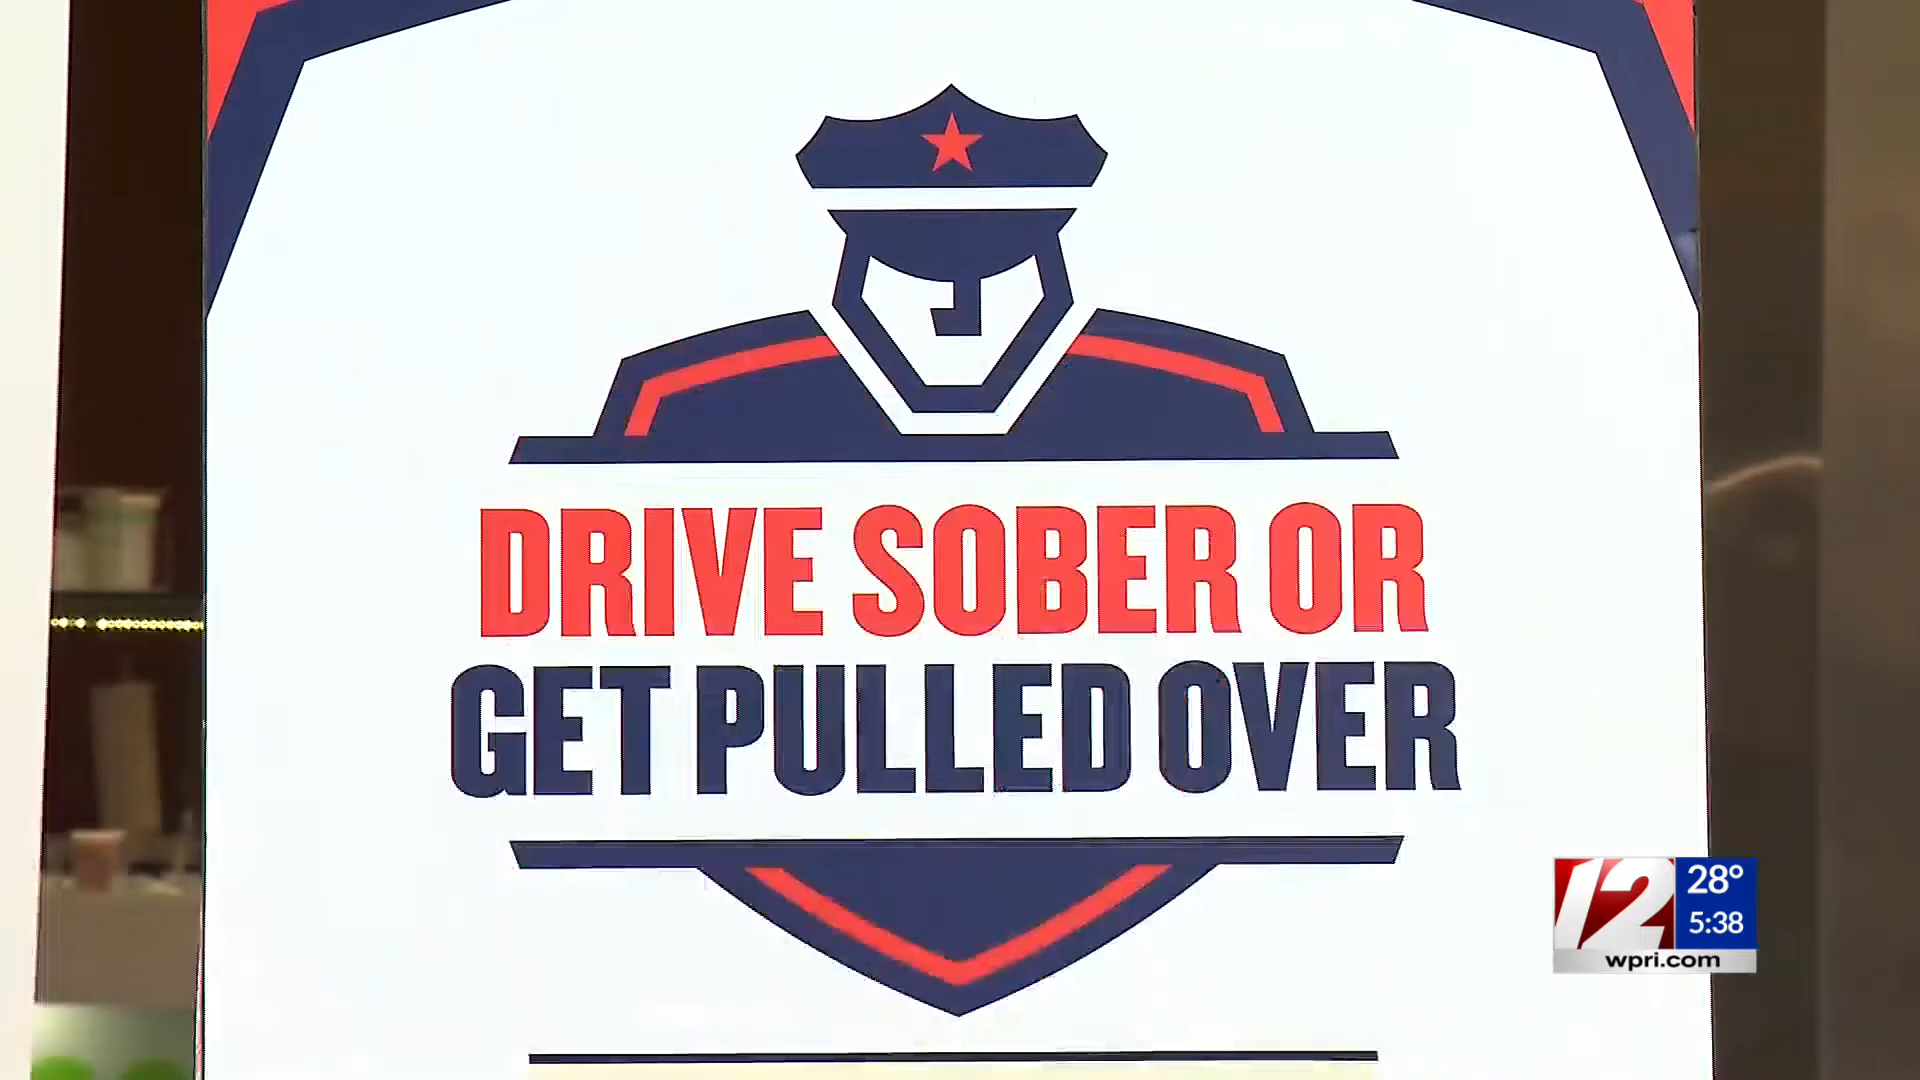 DRIVE SOBER OR
GET PULLED OVER
12
28°
5:38
wpri.com